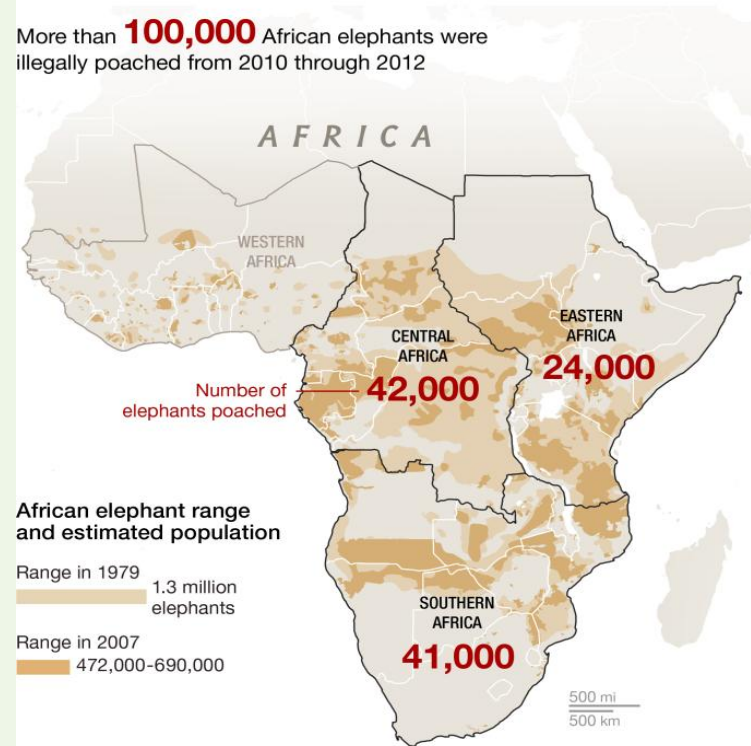 More than 100,000 African elephants were
illegally poached from 2010 through 2012
AFRICA
WESTERN
AFRICA
CENTRAL
AFRICA
42,000
EASTERN
AFRICA
24,000
Number of
elephants poached
African elephant range
and estimated population
Range in 1979
1.3 million
elephants
Range in 2007
472,000-690,000
SOUTHERN
AFRICA
41,000
500 mi
500 km